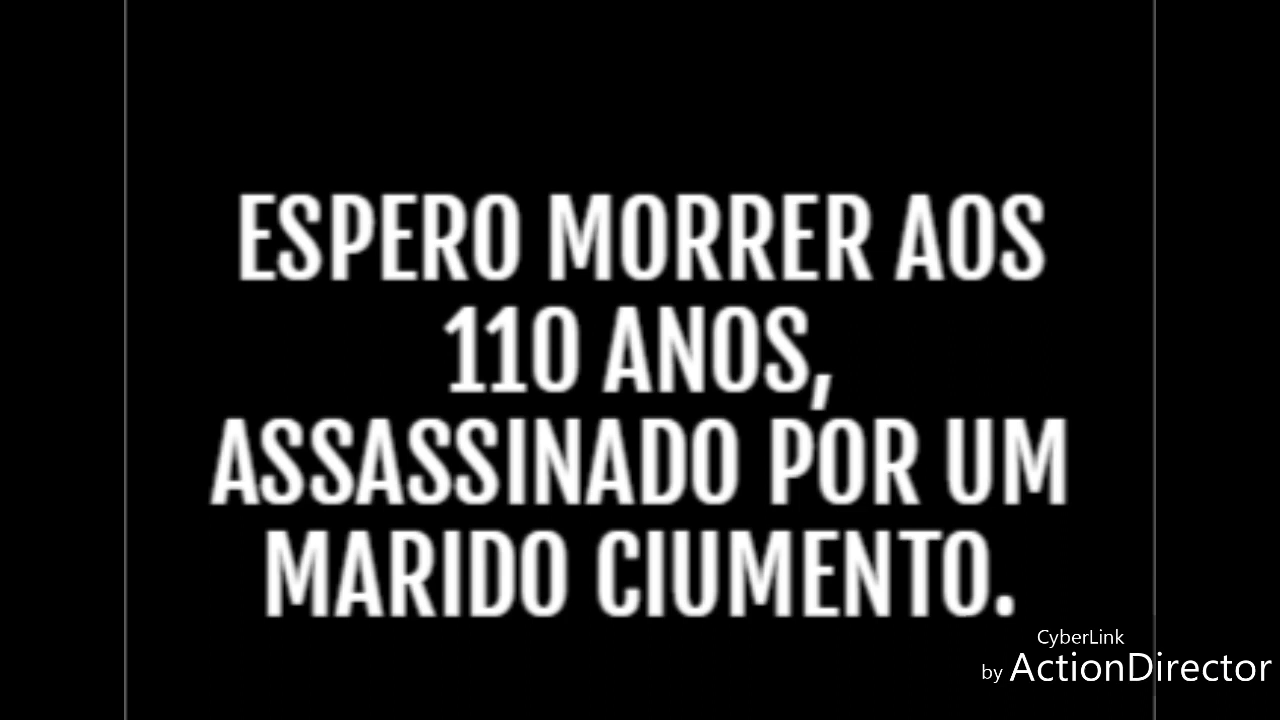 ESPERO MORRER AOS
110 ANOS,
ASSASSINADO POR UM
MARIDO CIUMENTO.
CyberLink
by ActionDirector